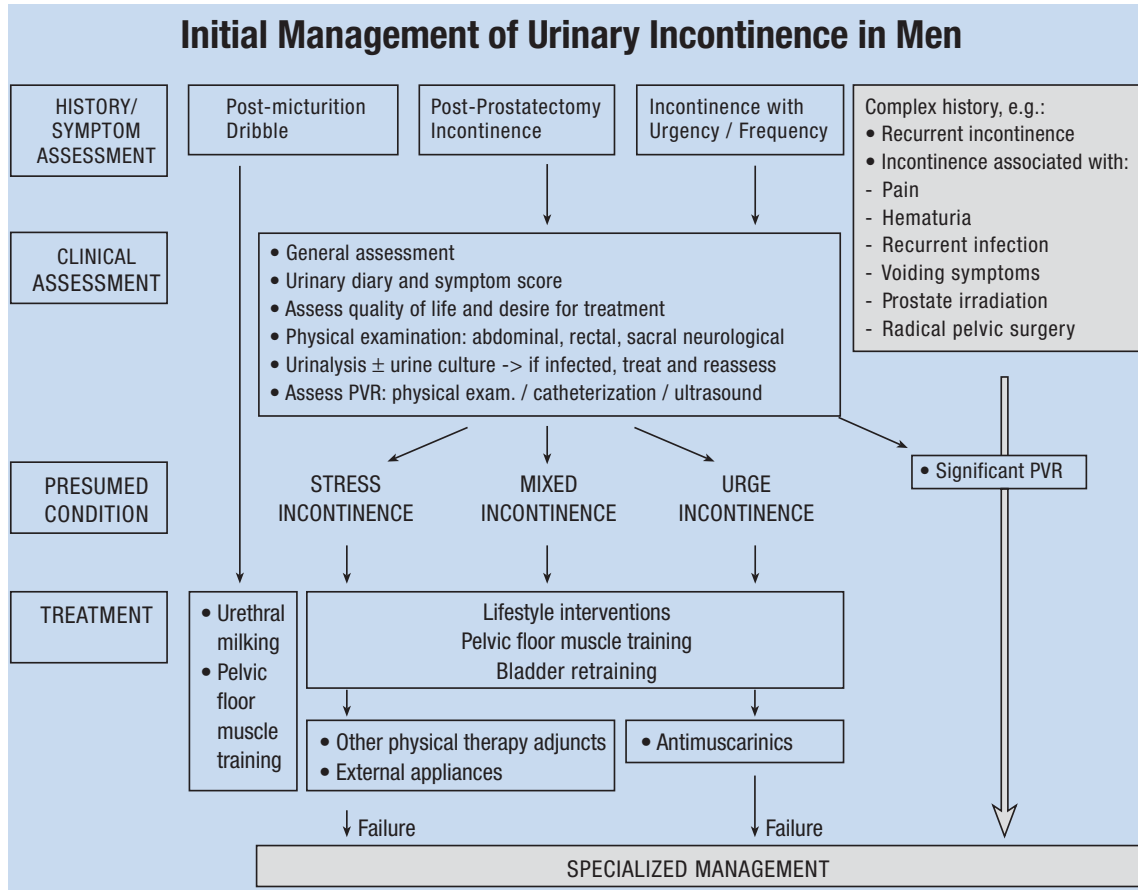 Initial Management of Urinary Incontinence in Men
HISTORY/
SYMPTOM
ASSESSMENT
Post-micturition
Dribble
Post-Prostatectomy
Incontinence
Incontinence with
Urgency / Frequency
Complex history, e.g.:
• Recurrent incontinence
• Incontinence associated with:
- Pain
- Hematuria
- Recurrent infection
- Voiding symptoms
- Prostate irradiation
- Radical pelvic surgery
CLINICAL
ASSESSMENT
• General assessment
• Urinary diary and symptom score
• Assess quality of life and desire for treatment
• Physical examination: abdominal, rectal, sacral neurological
• Urinalysis ± urine culture -> if infected, treat and reassess
• Assess PVR: physical exam. / catheterization / ultrasound
PRESUMED
CONDITION
STRESS
INCONTINENCE
MIXED
INCONTINENCE
URGE
INCONTINENCE
• Significant PVR
TREATMENT
• Urethral
milking
• Pelvic
floor
muscle
training
Lifestyle interventions
Pelvic floor muscle training
Bladder retraining
• Other physical therapy adjuncts
• External appliances
• Antimuscarinics
Failure
Failure
SPECIALIZED MANAGEMENT